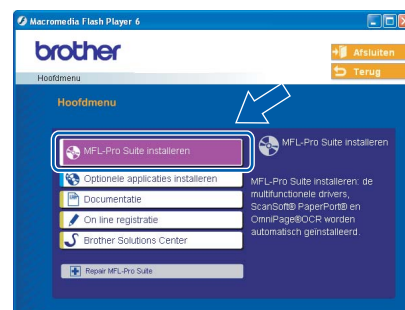 Macromedia Flash Player 6
brother
Afsluiten
Terug
Hoofdmenu
Hoofdmenu
MFL-Pro Suite installeren
Optionele applicaties installeren
Documentatie
On line registratie
Brother Solutions Center
Repair MFL-Pro Suite
MFL-Pro Suite installeren
MFL-Pro Suite installeren: de
multifunctionele drivers,
ScanSoft® PaperPort® en
OmniPage®OCR worden
automatisch geïnstalleerd.